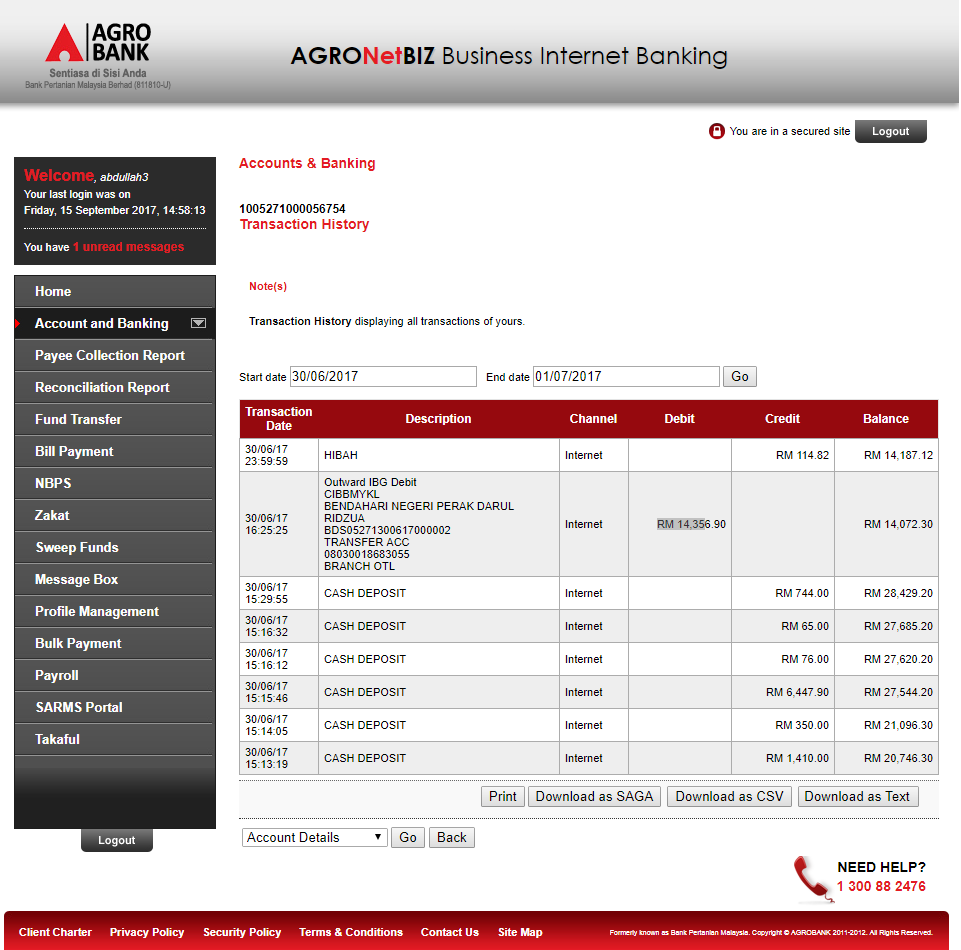 AGRO
BANK
Sentiasa di Sisi Anda
Bank Pertanian Malaysia Berhad (811810-U)
AGRONetBIZ Business Internet Banking
You are in a secured site
Logout
Welcome, abdullah3
Your last login was on
Friday, 15 September 2017, 14:58:13
You have 1 unread messages
Home
Account and Banking
Payee Collection Report
Reconciliation Report
Fund Transfer
Bill Payment
NBPS
Zakat
Sweep Funds
Message Box
Profile Management
Bulk Payment
Payroll
SARMS Portal
Takaful
Logout
Accounts & Banking
1005271000056754
Transaction History
Note(s)
Transaction History displaying all transactions of yours.
Start date 30/06/2017 End date 01/07/2017 Go
Transaction Date Description Channel Debit Credit Balance
30/06/17 23:59:59 HIBAH Internet RM 114.82 RM 14,187.12
30/06/17 16:25:25
Outward IBG Debit
CIBBMYKL
BENDAHARI NEGERI PERAK DARUL
RIDZUA
BDS05271300617000002
TRANSFER ACC
08030018683055
BRANCH OTL
Internet RM 14,356.90 RM 14,072.30
30/06/17 15:29:55 CASH DEPOSIT Internet RM 744.00 RM 28,429.20
30/06/17 15:16:32 CASH DEPOSIT Internet RM 65.00 RM 27,685.20
30/06/17 15:16:12 CASH DEPOSIT Internet RM 76.00 RM 27,620.20
30/06/17 15:15:46 CASH DEPOSIT Internet RM 6,447.90 RM 27,544.20
30/06/17 15:14:05 CASH DEPOSIT Internet RM 350.00 RM 21,096.30
30/06/17 15:13:19 CASH DEPOSIT Internet RM 1,410.00 RM 20,746.30
Print Download as SAGA Download as CSV Download as Text
Account Details Go Back
NEED HELP?
1 300 88 2476
Client Charter Privacy Policy Security Policy Terms & Conditions Contact Us Site Map
Formerly known as Bank Pertanian Malaysia. Copyright © AGROBANK 2011-2012. All Rights Reserved.